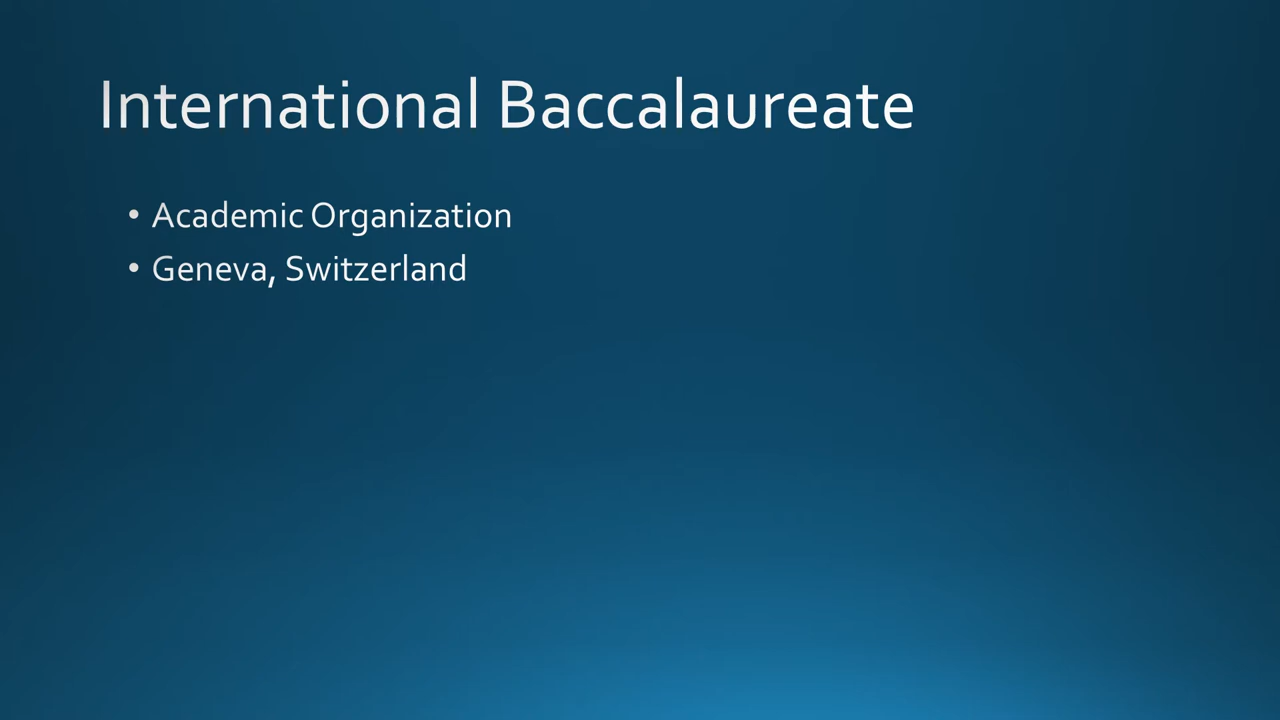 International Baccalaureate
• Academic Organization
• Geneva, Switzerland